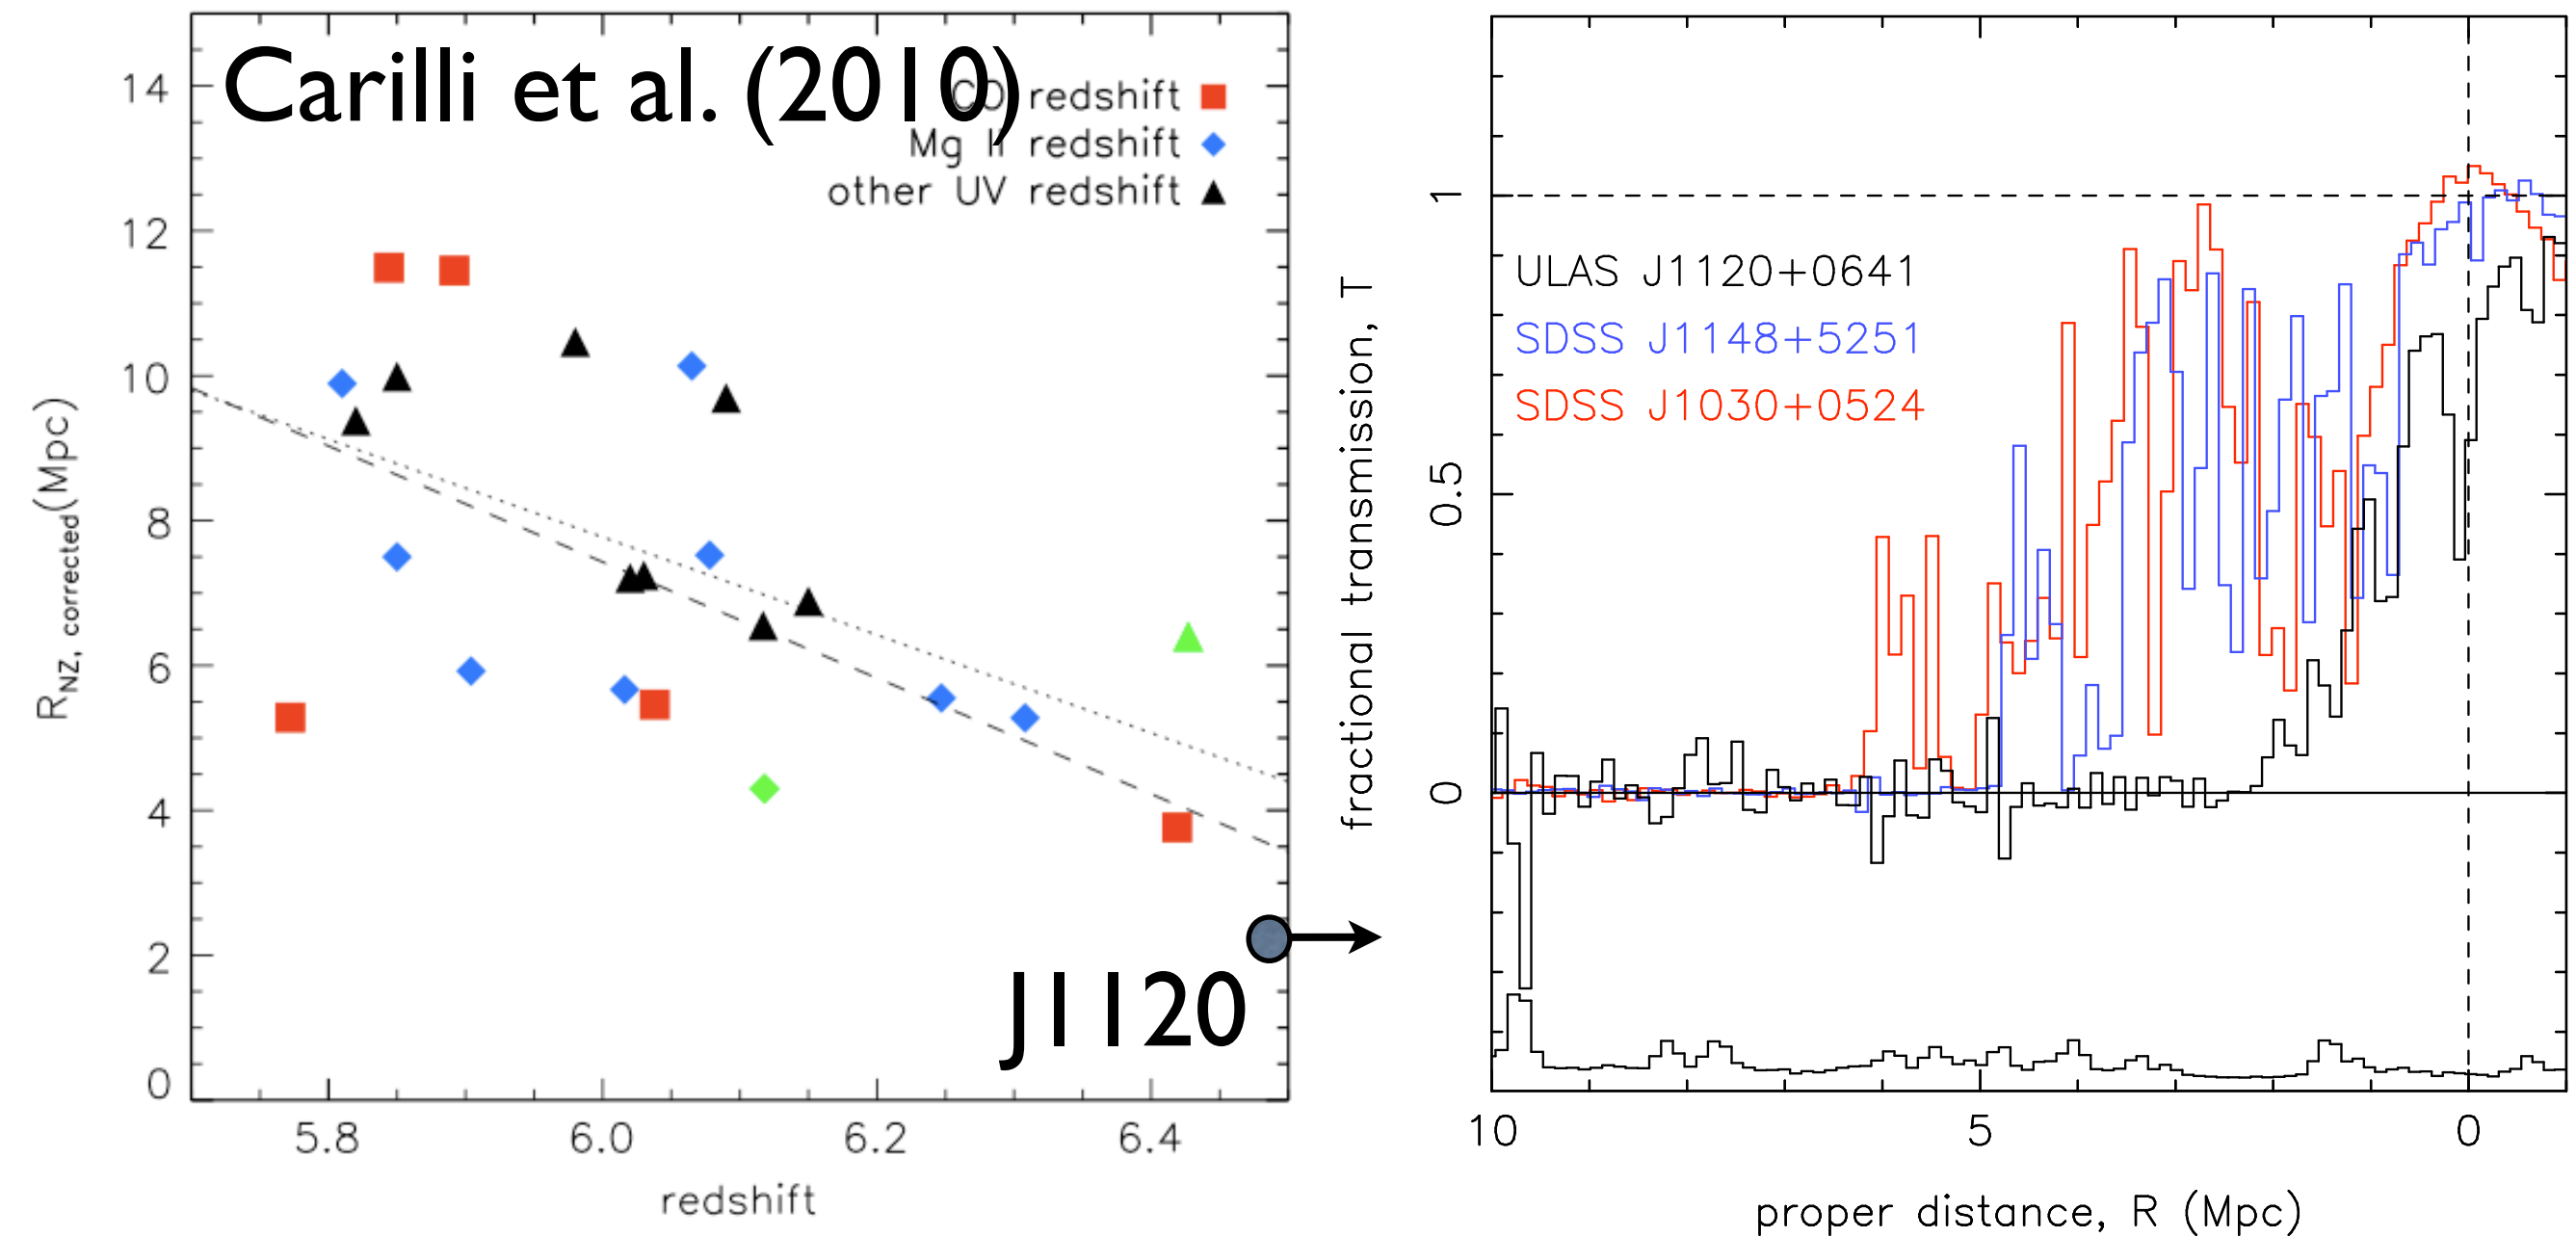 Carilli et al. (2010)
CO redshift
Mg II redshift
other UV redshift
14
12
10
8
6
4
2
0
R_NZ, corrected(Mpc)
J1120
5.8 6.0 6.2 6.4
redshift
fractional transmission, T
1
0.5
0
ULAS J1120+0641
SDSS J1148+5251
SDSS J1030+0524
10 5 0
proper distance, R (Mpc)